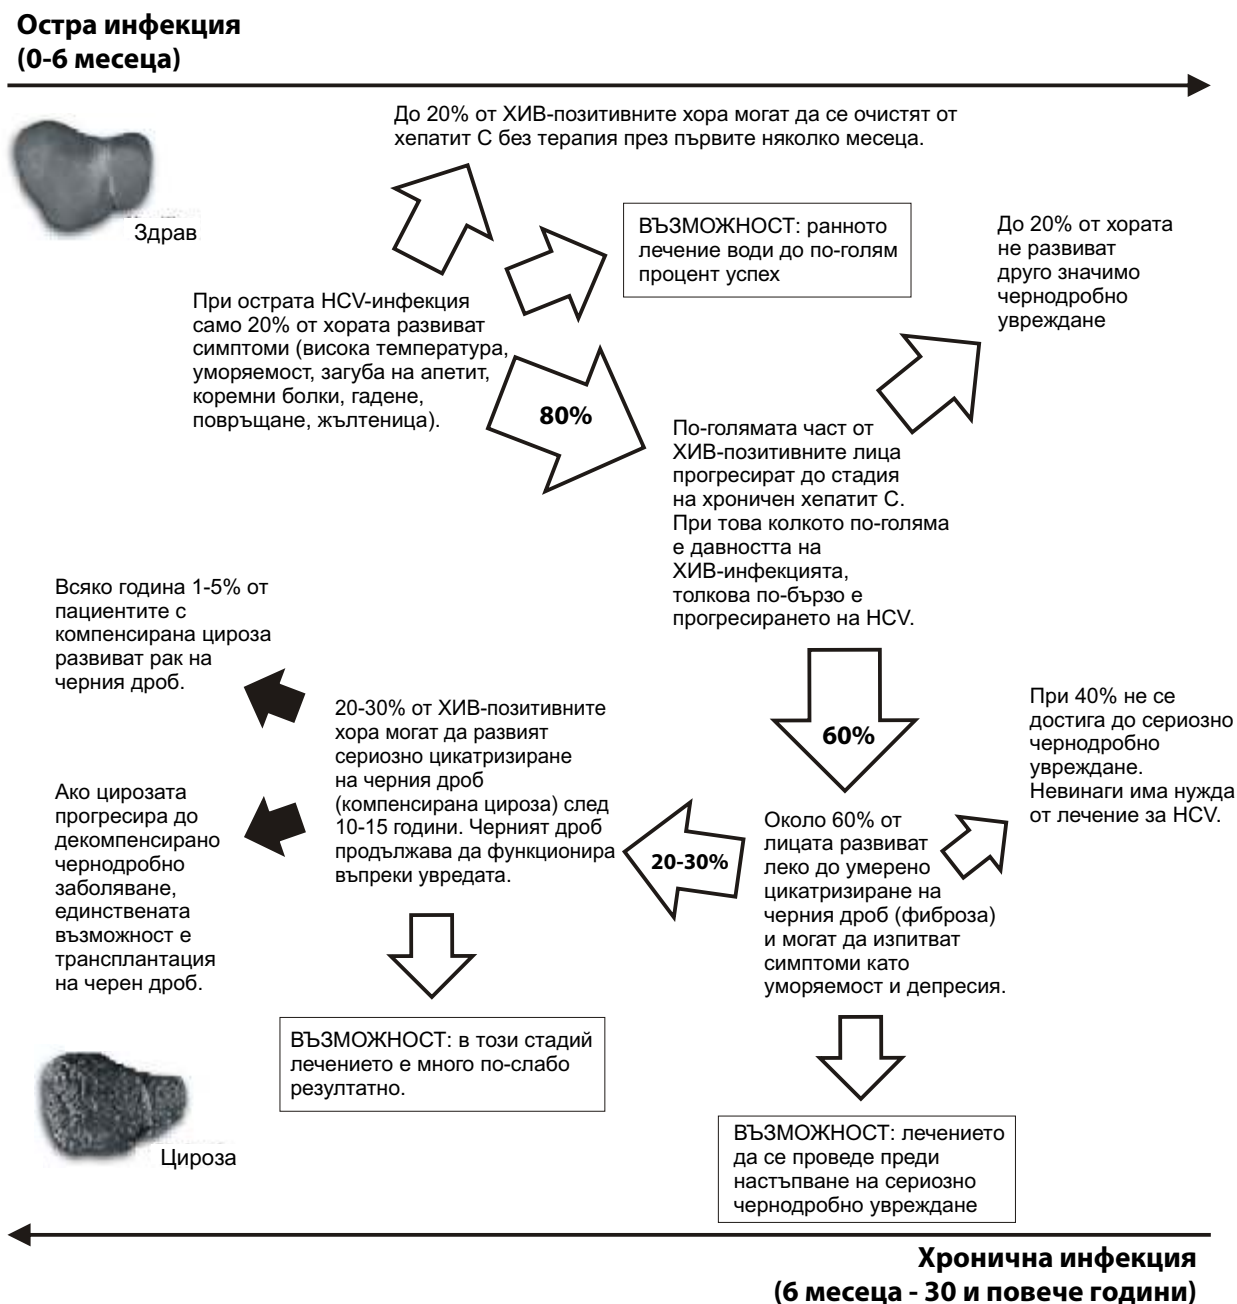 Остра инфекция
(0-6 месеца)
До 20% от ХИВ-позитивните хора могат да се очистят от
хепатит С без терапия през първите няколко месеца.
Здрав
ВЪЗМОЖНОСТ: ранното
лечение води до по-голям
процент успех
До 20% от хората
не развиват
друго значимо
чернодробно
увреждане
При острата HCV-инфекция
само 20% от хората развиват
симптоми (висока температура,
уморяемост, загуба на апетит,
коремни болки, гадене,
повръщане, жълтеница).
80%
По-голямата част от
ХИВ-позитивните лица
прогресират до стадия
на хроничен хепатит С.
При това колкото по-голяма
е давността на
ХИВ-инфекцията,
толкова по-бързо е
прогресирането на HCV.
60%
При 40% не се
достига до сериозно
чернодробно
увреждане.
Невинаги има нужда
от лечение за HCV.
Около 60% от
лицата развиват
леко до умерено
цикатризиране на
черния дроб (фиброза)
и могат да изпитват
симптоми като
уморяемост и депресия.
20-30%
20-30% от ХИВ-позитивните
хора могат да развият
сериозно цикатризиране
на черния дроб
(компенсирана цироза) след
10-15 години. Черният дроб
продължава да функционира
въпреки увредата.
Всяко година 1-5% от
пациентите с
компенсирана цироза
развиват рак на
черния дроб.
Ако цирозата
прогресира до
декомпенсирано
чернодробно
заболяване,
единствената
възможност е
трансплантация
на черен дроб.
ВЪЗМОЖНОСТ: в този стадий
лечението е много по-слабо
резултатно.
ВЪЗМОЖНОСТ: лечението
да се проведе преди
настъпване на сериозно
чернодробно увреждане
Цироза
Хронична инфекция
(6 месеца - 30 и повече години)